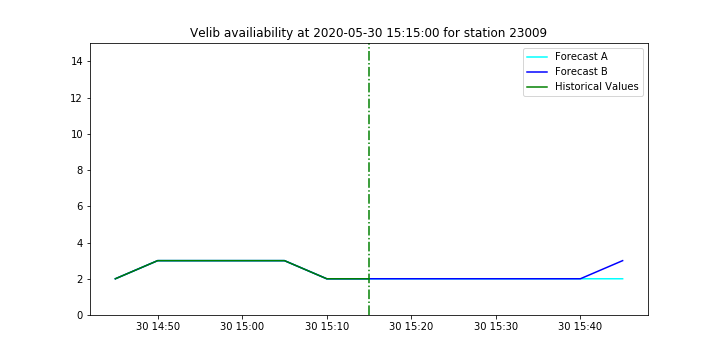 Velib availiability at 2020-05-30 15:15:00 for station 23009
Forecast A
Forecast B
Historical Values
14
12
10
8
6
4
2
0
30 14:50 30 15:00 30 15:10 30 15:20 30 15:30 30 15:40